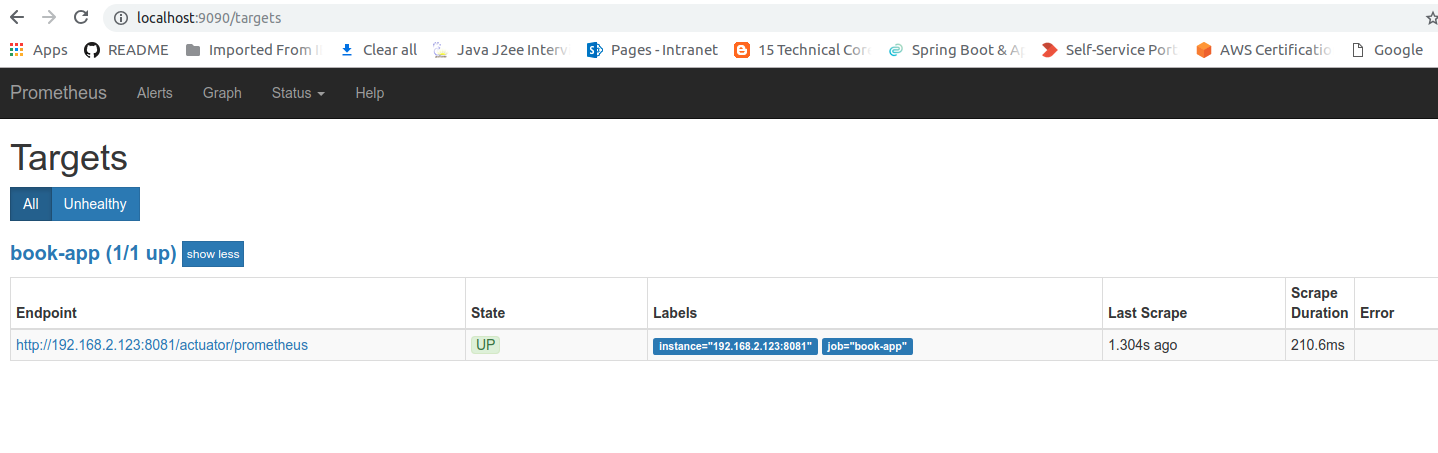 localhost:9090/targets
Apps README Imported From Clear all Java J2ee Interv Pages - Intranet 15 Technical Spring Boot & Self-Service Port AWS Certificatio Google
Prometheus Alerts Graph Status Help
Targets
All Unhealthy
book-app (1/1 up) show less
Endpoint State Labels Last Scrape Scrape Duration Error
http://192.168.2.123:8081/actuator/prometheus UP instance="192.168.2.123:8081" job="book-app" 1.304s ago 210.6ms